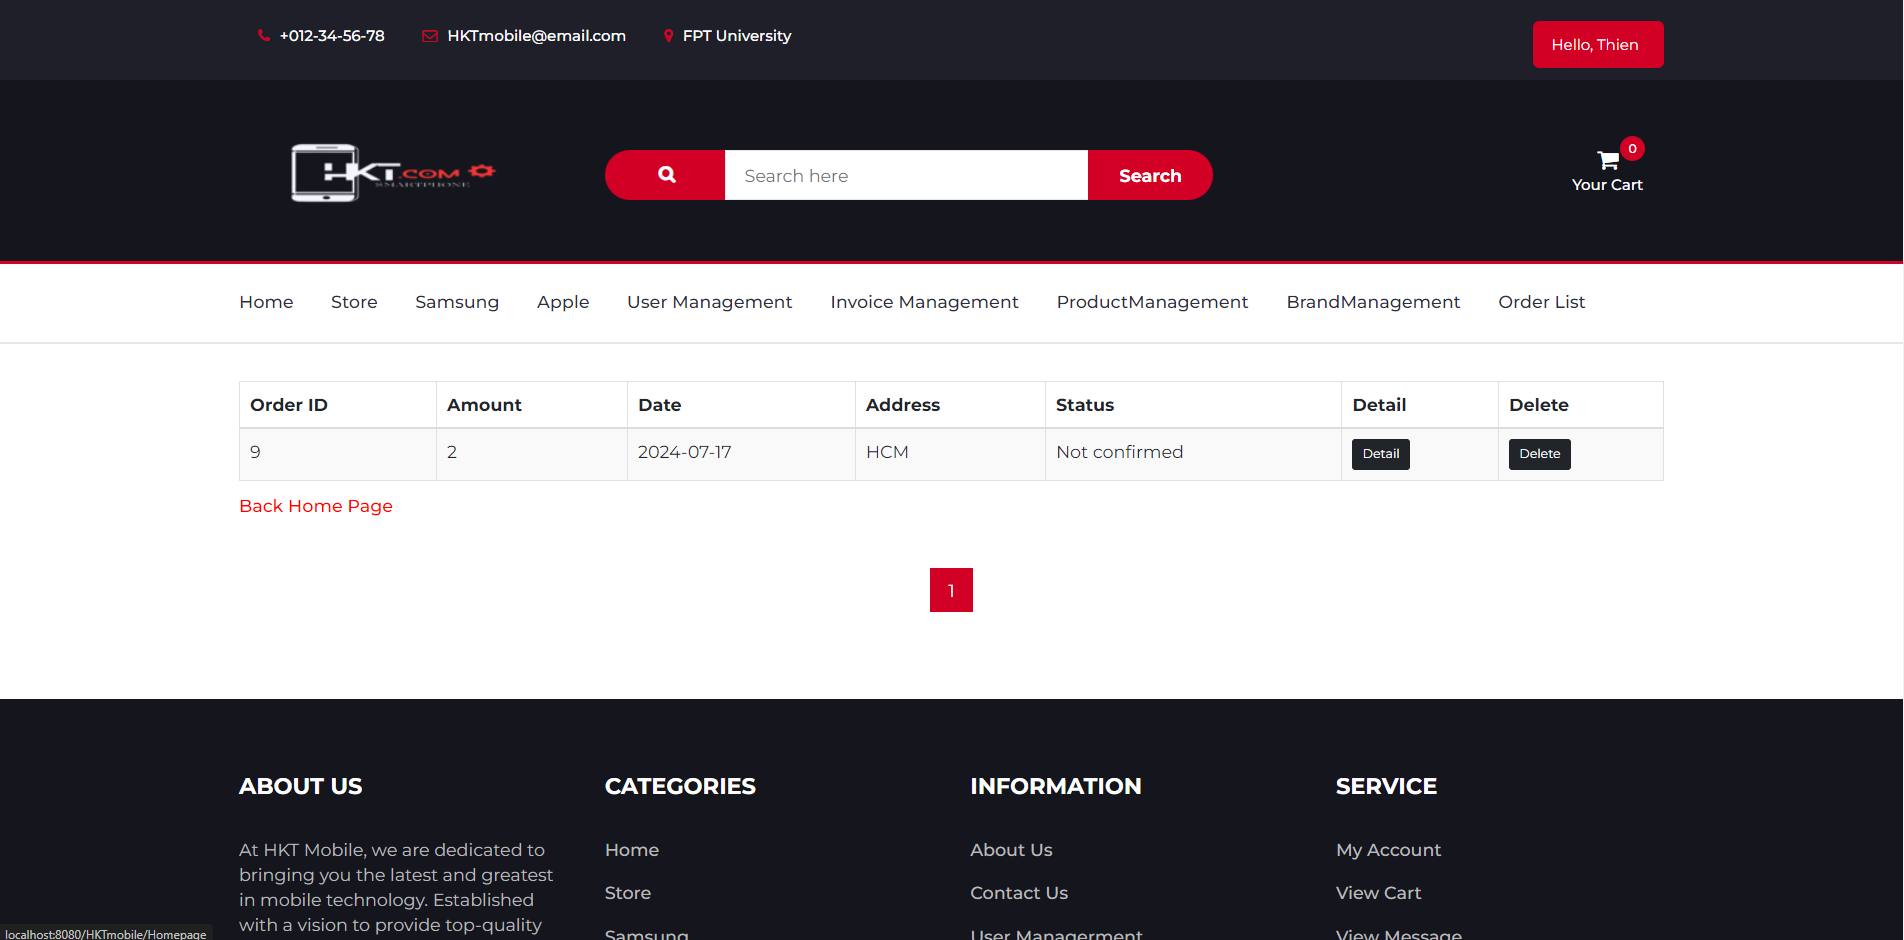 +012-34-56-78 HKTmobile@email.com FPT University Hello, Thien
HKT.COM
SMARTPHONE
Search here Search
0
Your Cart
Home Store Samsung Apple User Management Invoice Management ProductManagement BrandManagement Order List
Order ID Amount Date Address Status Detail Delete
9 2 2024-07-17 HCM Not confirmed Detail Delete
Back Home Page
1
ABOUT US CATEGORIES INFORMATION SERVICE
At HKT Mobile, we are dedicated to
bringing you the latest and greatest
in mobile technology. Established
with a vision to provide top-quality
Home About Us My Account
Store Contact Us View Cart
Samsung User Managerment View Message
localhost:8080/HKTmobile/Homepage